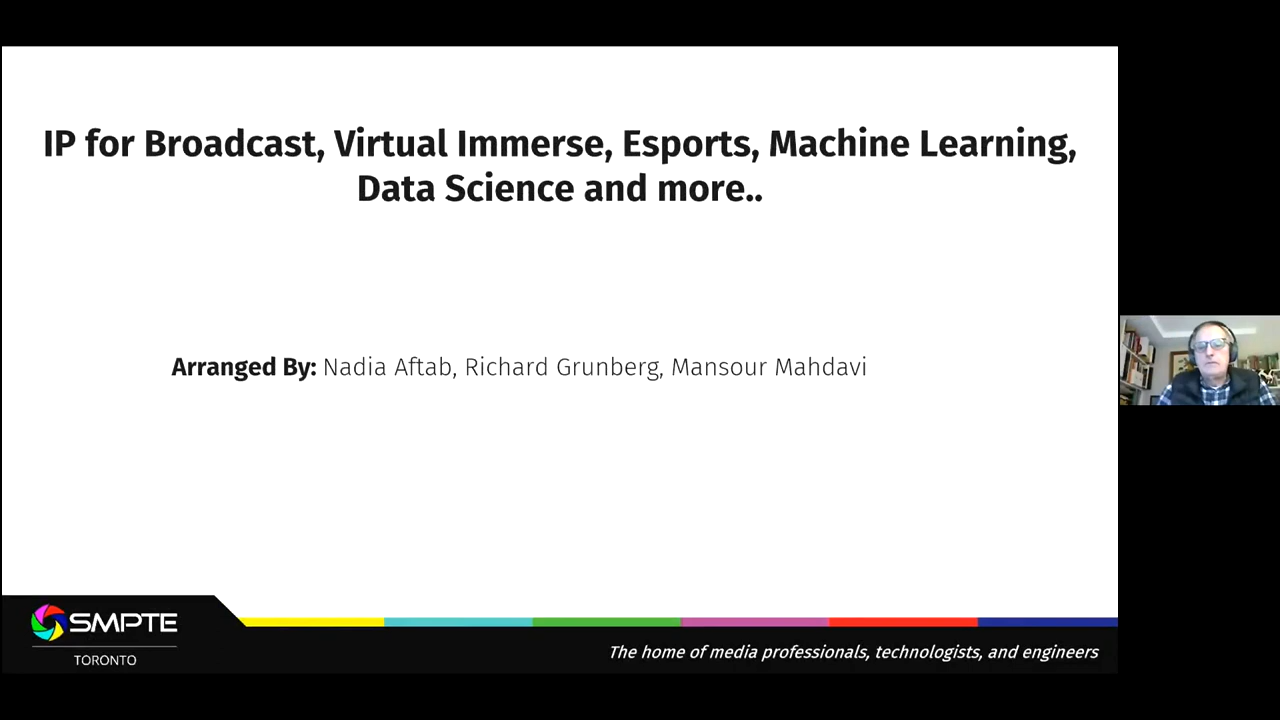 IP for Broadcast, Virtual Immerse, Esports, Machine Learning,
Data Science and more..
Arranged By: Nadia Aftab, Richard Grunberg, Mansour Mahdavi
SMPTE
TORONTO
The home of media professionals, technologists, and engineers